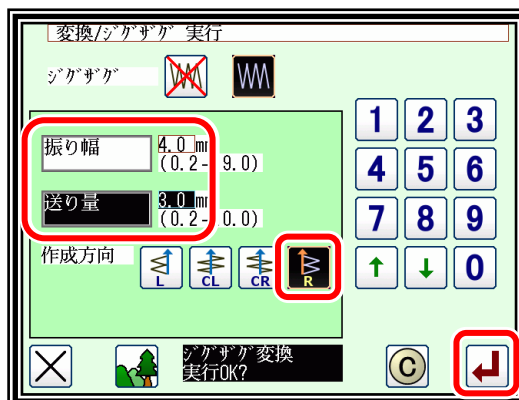 変換/ジグザグ 実行
ジグザグ
振り幅 4.0 mm
(0.2- 9.0)
送り量 3.0 mm
(0.2- 0.0)
作成方向 L CL CR R
1 2 3
4 5 6
7 8 9
↑ ↓ 0
ジグザグ変換
実行OK?
C